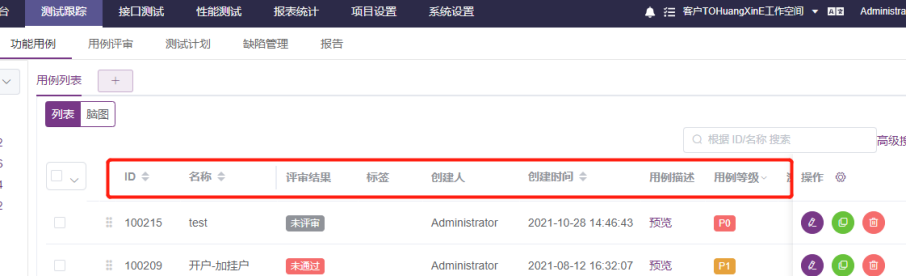 台 测试跟踪 接口测试 性能测试 报表统计 项目设置 系统设置 客户TOHuangXinE工作空间 Administra
功能用例 用例评审 测试计划 缺陷管理 报告
用例列表 +
列表 脑图
根据 ID/名称 搜索 高级搜
ID 名称 评审结果 标签 创建人 创建时间 用例描述 用例等级 操作
100215 test 未评审 Administrator 2021-10-28 14:46:43 预览 P0
100209 开户-加挂户 未通过 Administrator 2021-08-12 16:32:07 预览 P1